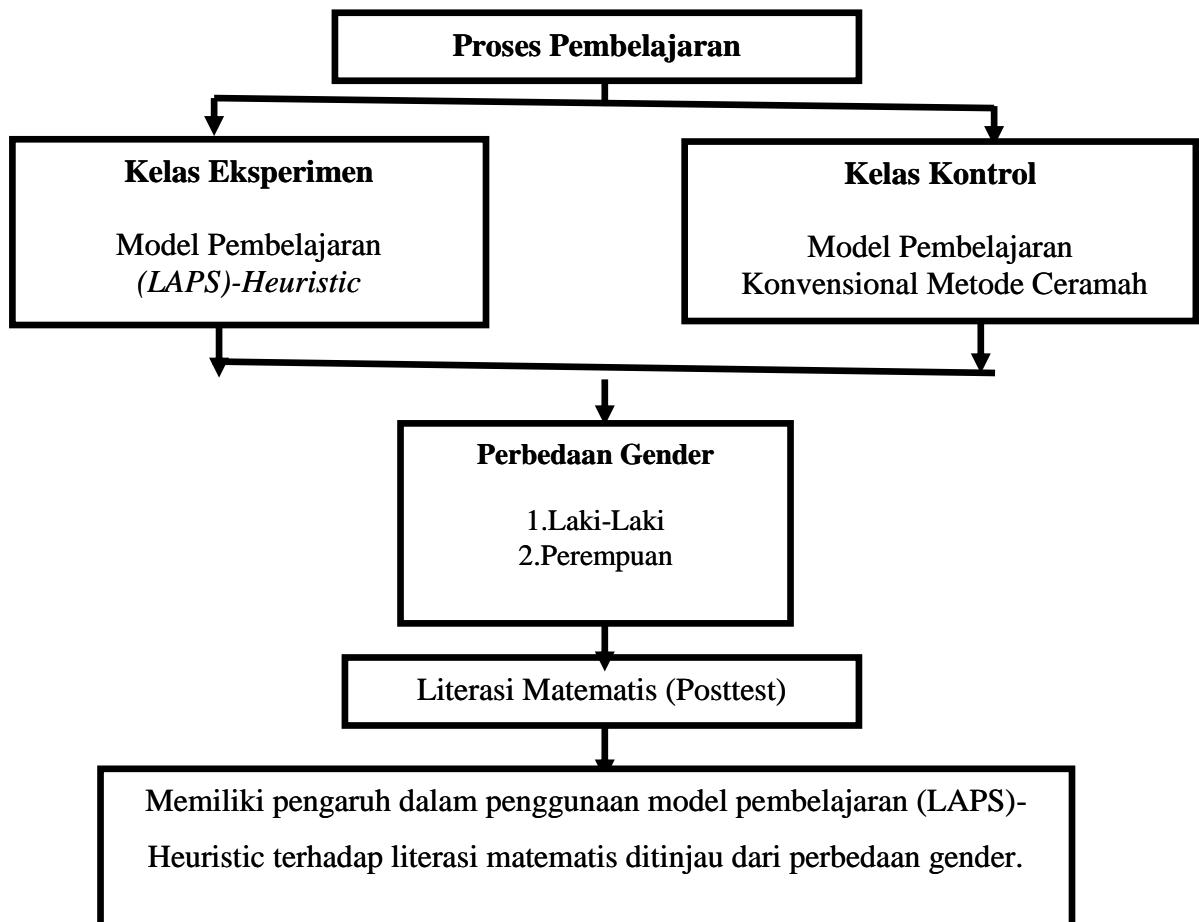 Proses Pembelajaran
Kelas Eksperimen
Model Pembelajaran
(LAPS)-Heuristic
Kelas Kontrol
Model Pembelajaran
Konvensional Metode Ceramah
Perbedaan Gender
1.Laki-Laki
2.Perempuan
Literasi Matematis (Posttest)
Memiliki pengaruh dalam penggunaan model pembelajaran (LAPS)-
Heuristic terhadap literasi matematis ditinjau dari perbedaan gender.